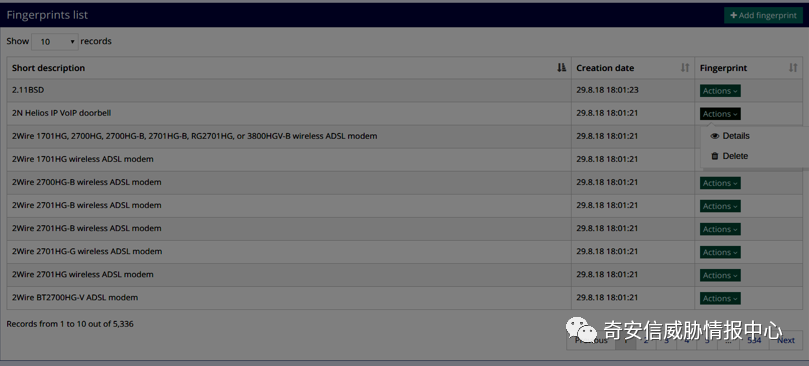 Fingerprints list
+ Add fingerprint
Show 10 records
Short description Creation date Fingerprint
2.11BSD 29.8.18 18:01:23 Actions
2N Helios IP VoIP doorbell 29.8.18 18:01:21 Actions
2Wire 1701HG, 2700HG, 2700HG-B, 2701HG-B, RG2701HG, or 3800HGV-B wireless ADSL modem 29.8.18 18:01:21 Details
2Wire 1701HG wireless ADSL modem 29.8.18 18:01:21 Delete
2Wire 2700HG-B wireless ADSL modem 29.8.18 18:01:21 Actions
2Wire 2701HG-B wireless ADSL modem 29.8.18 18:01:21 Actions
2Wire 2701HG-B wireless ADSL modem 29.8.18 18:01:21 Actions
2Wire 2701HG-G wireless ADSL modem 29.8.18 18:01:21 Actions
2Wire 2701HG wireless ADSL modem 29.8.18 18:01:21 Actions
2Wire BT2700HG-V ADSL modem 29.8.18 18:01:21 Actions
Records from 1 to 10 out of 5,336
奇安信威胁情报中心
Previous 1 2 3 4 5 ... 534 Next